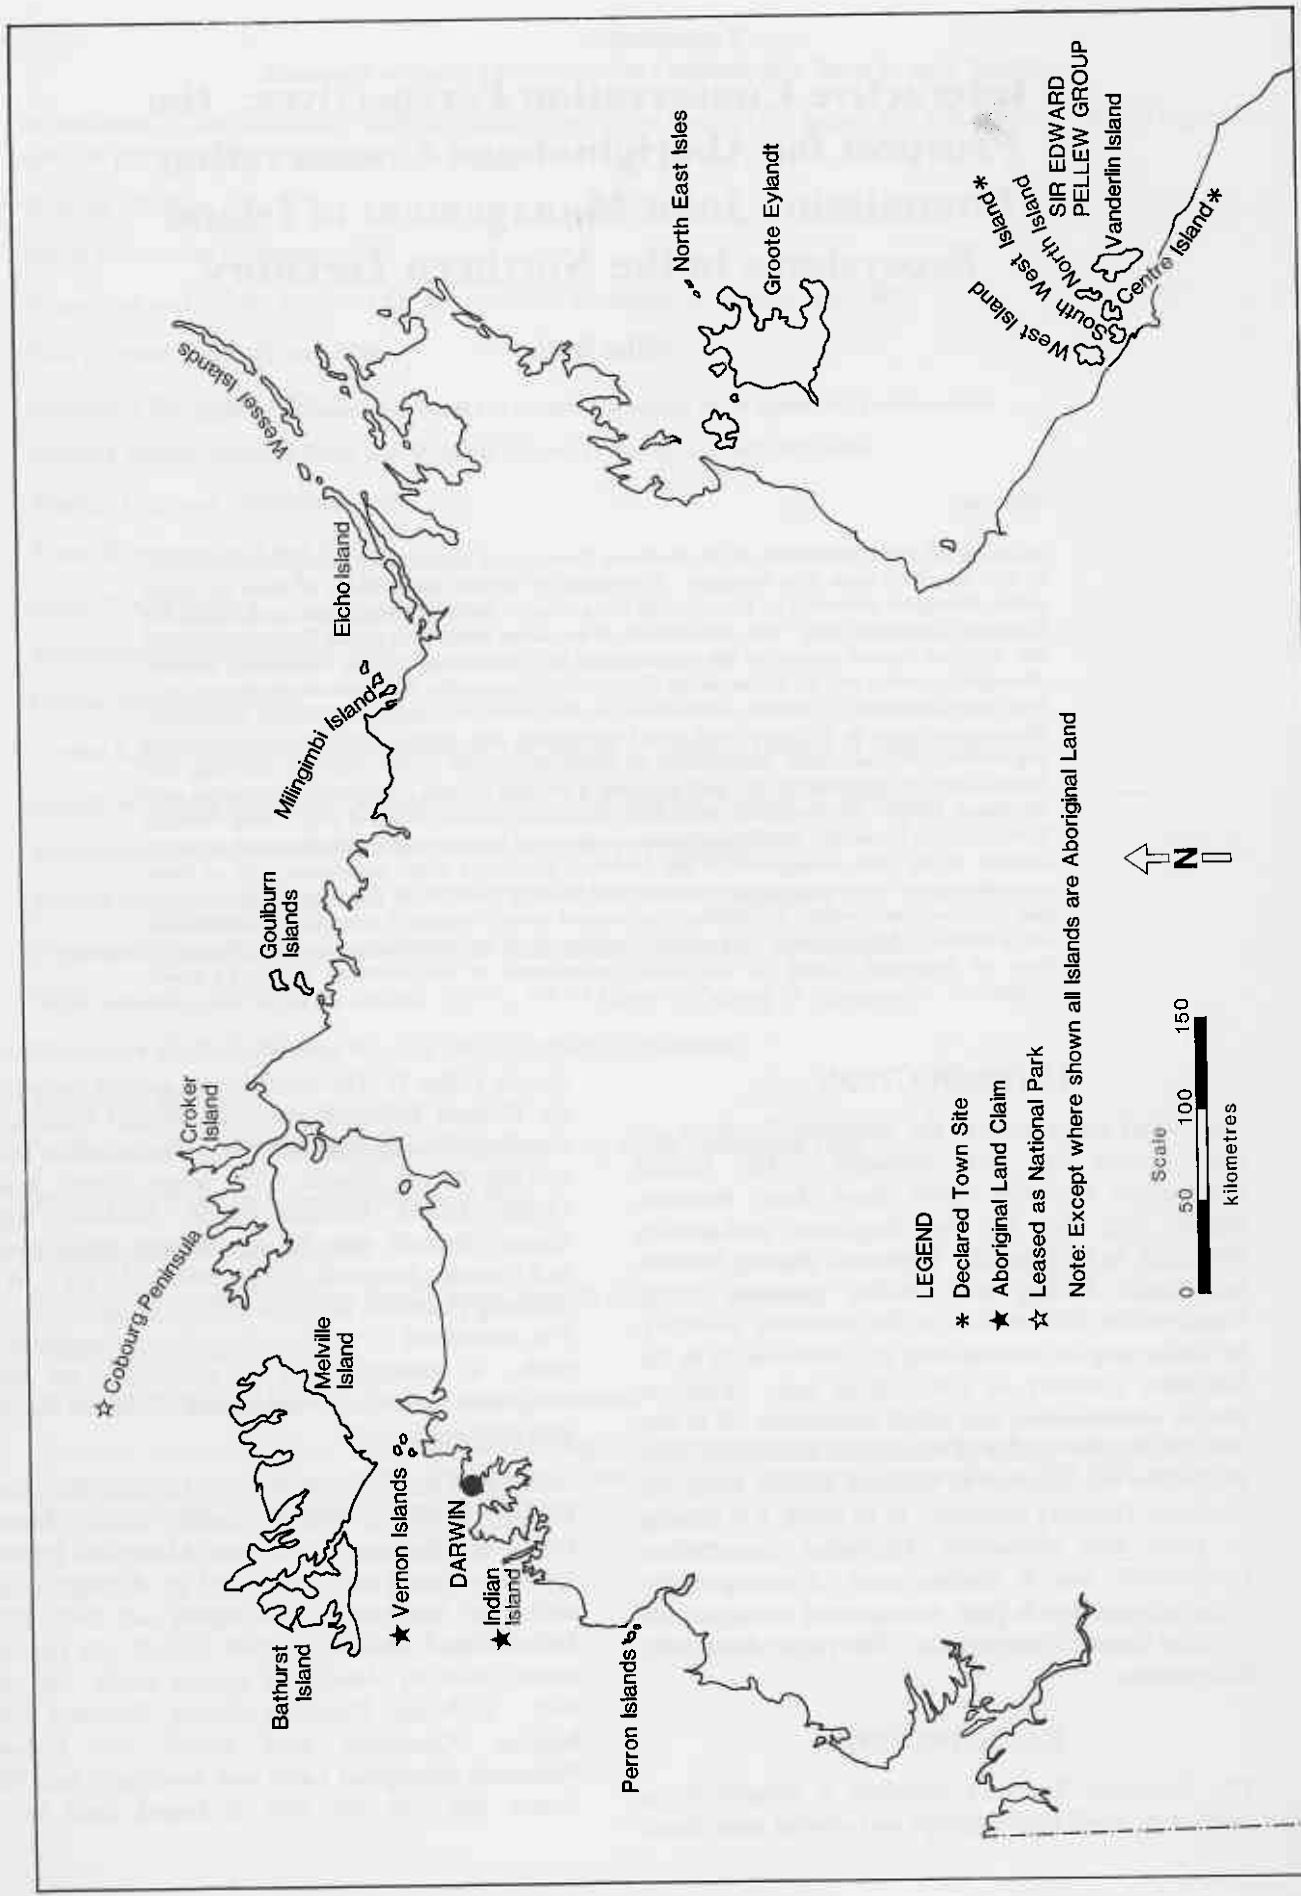 ☆ Cobourg Peninsula
Croker
Island
Goulburn
Islands
Milingimbi Island
Elcho Island
Wessel Islands
Bathurst
Island
Melville
Island
★ Vernon Islands
DARWIN
★ Indian
Island
Perron Islands
North East Isles
Groote Eylandt
West Island
South West Island*
North Island
SIR EDWARD
PELLEW GROUP
Vanderlin Island
Centre Island*
LEGEND
* Declared Town Site
★ Aboriginal Land Claim
☆ Leased as National Park
Note: Except where shown all Islands are Aboriginal Land
Scale
0 50 100 150
kilometres
N